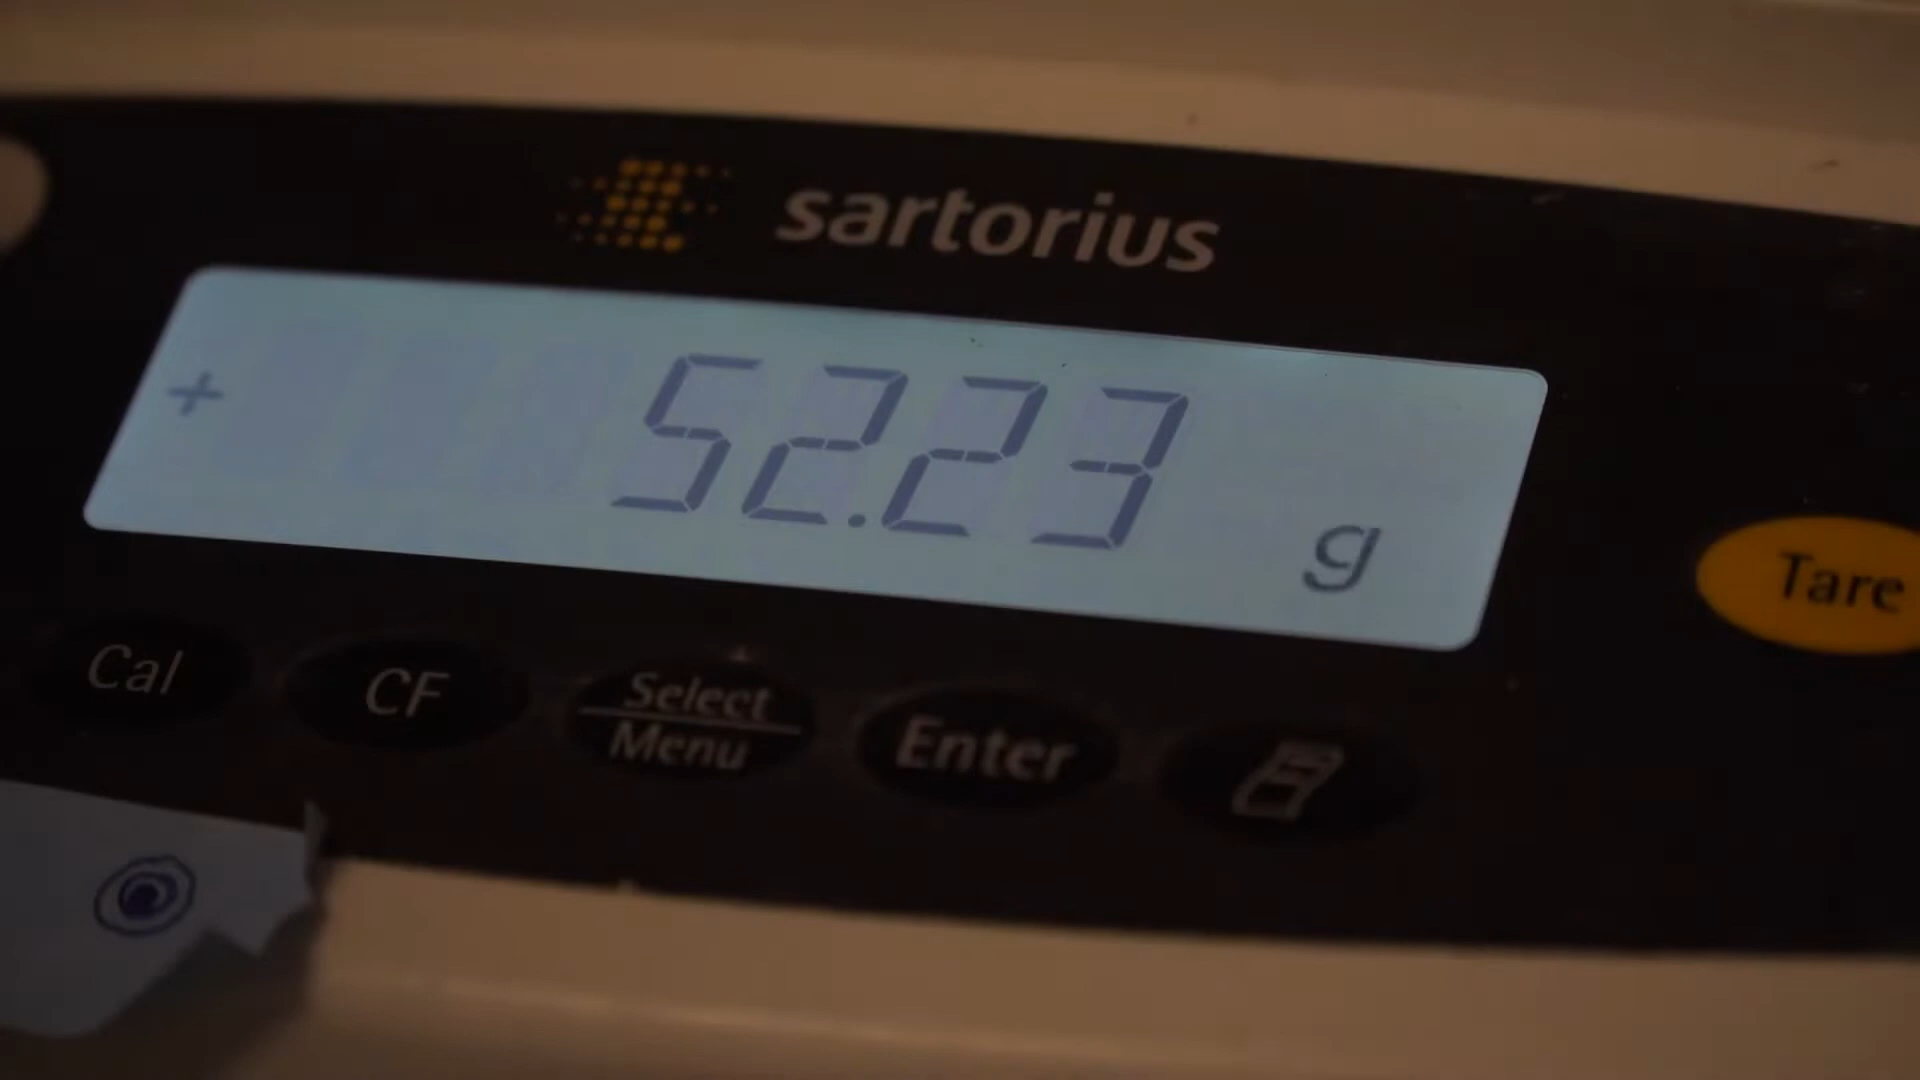 sartorius
+ 52.23 g
Tare
Cal
CF
Select
Menu
Enter